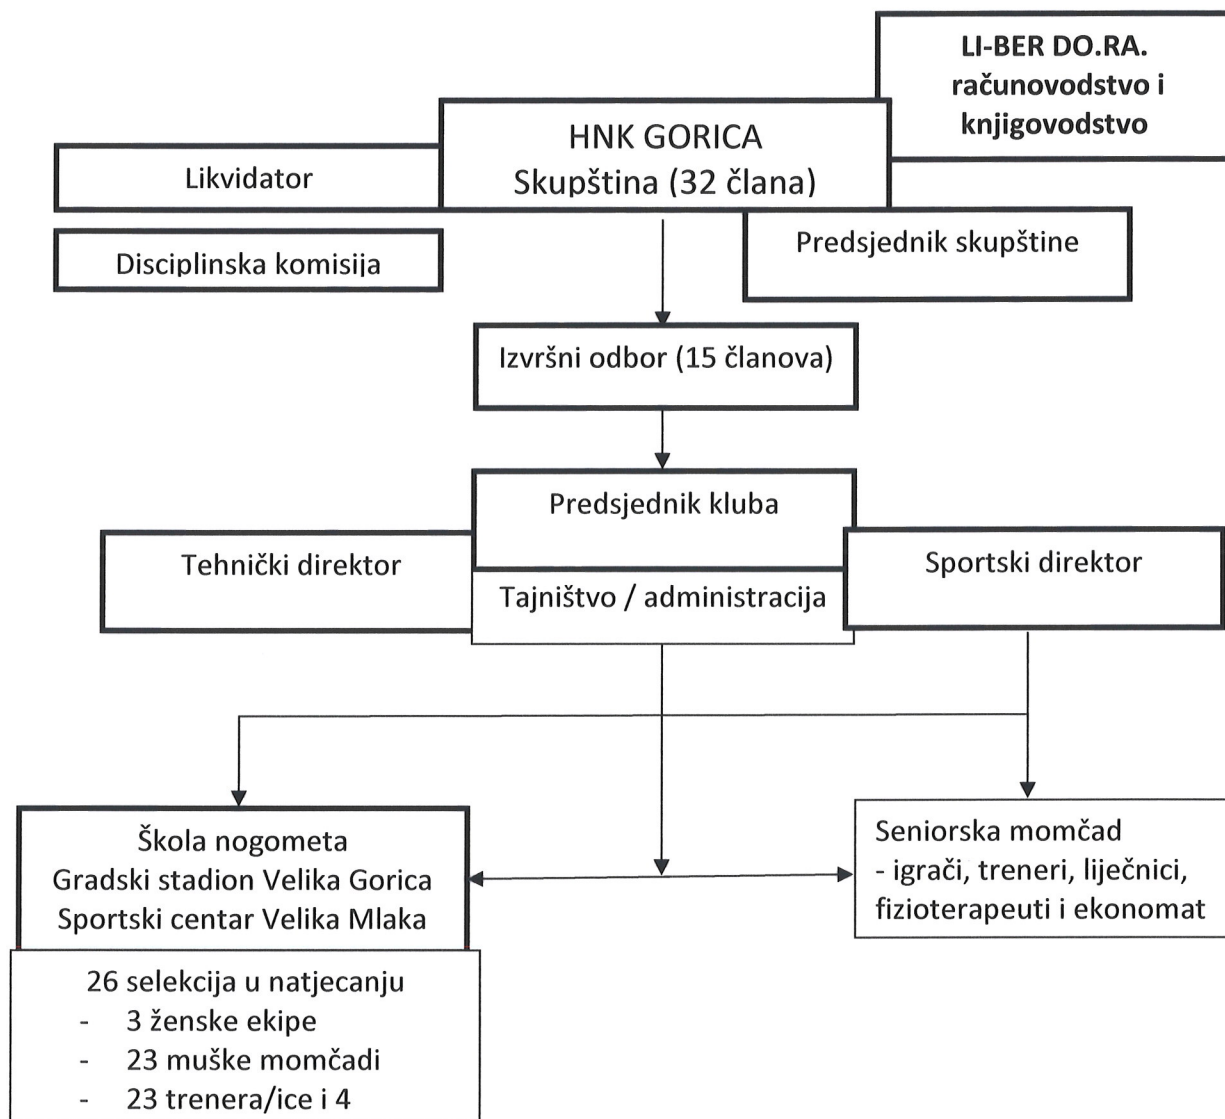 LI-BER DO.RA.
računovodstvo i
knjigovodstvo
HNK GORICA
Skupština (32 člana)
Likvidator
Predsjednik skupštine
Disciplinska komisija
Izvršni odbor (15 članova)
Predsjednik kluba
Tehnički direktor
Sportski direktor
Tajništvo / administracija
Škola nogometa
Gradski stadion Velika Gorica
Sportski centar Velika Mlaka
Seniorska momčad
- igrači, treneri, liječnici,
fizioterapeuti i ekonomat
26 selekcija u natjecanju
- 3 ženske ekipe
- 23 muške momčadi
- 23 trenera/ice i 4